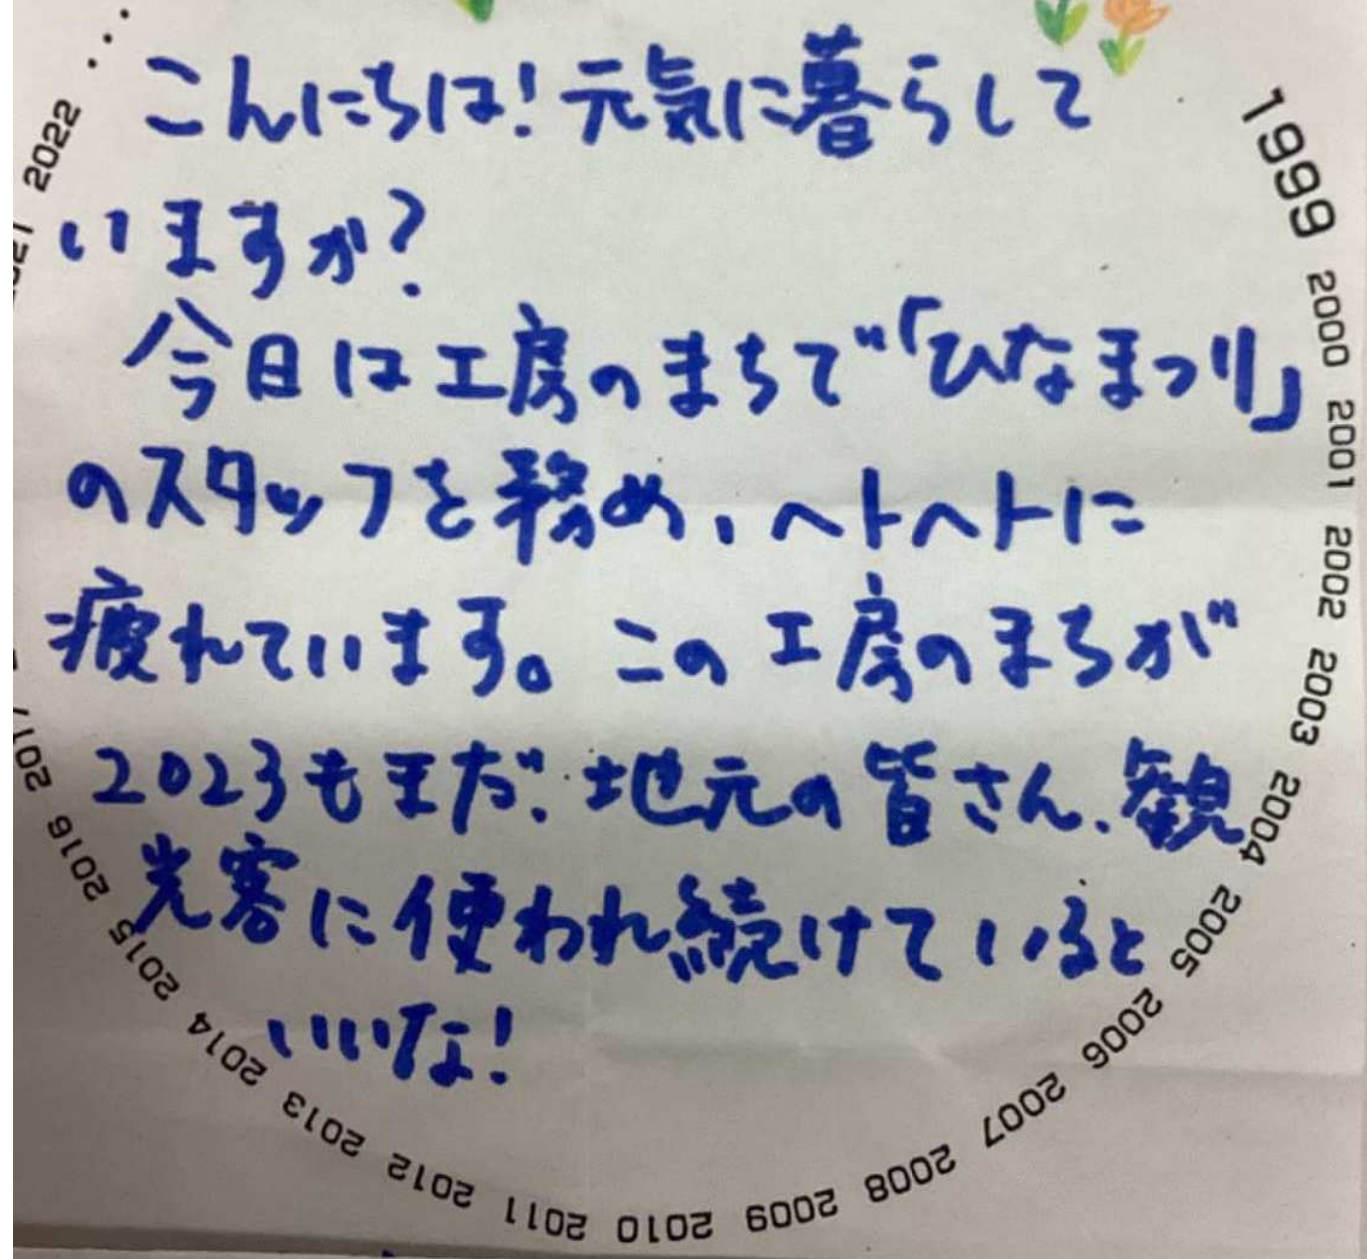 こんにちは!元気に暮らして
いますか?
今日は工房のまちで「ひなまつり」
のスタッフを務め、ヘトヘトに
疲れています。この工房のまちが
2023もまだ、地元の皆さん、観
光客に使われ続けていると
いいな!
1999 2000 2001 2002 2003 2004 2005 2006 2007 2008 2009 2010 2011 2012 2013 2014 2015 2016 2017
2022 ...